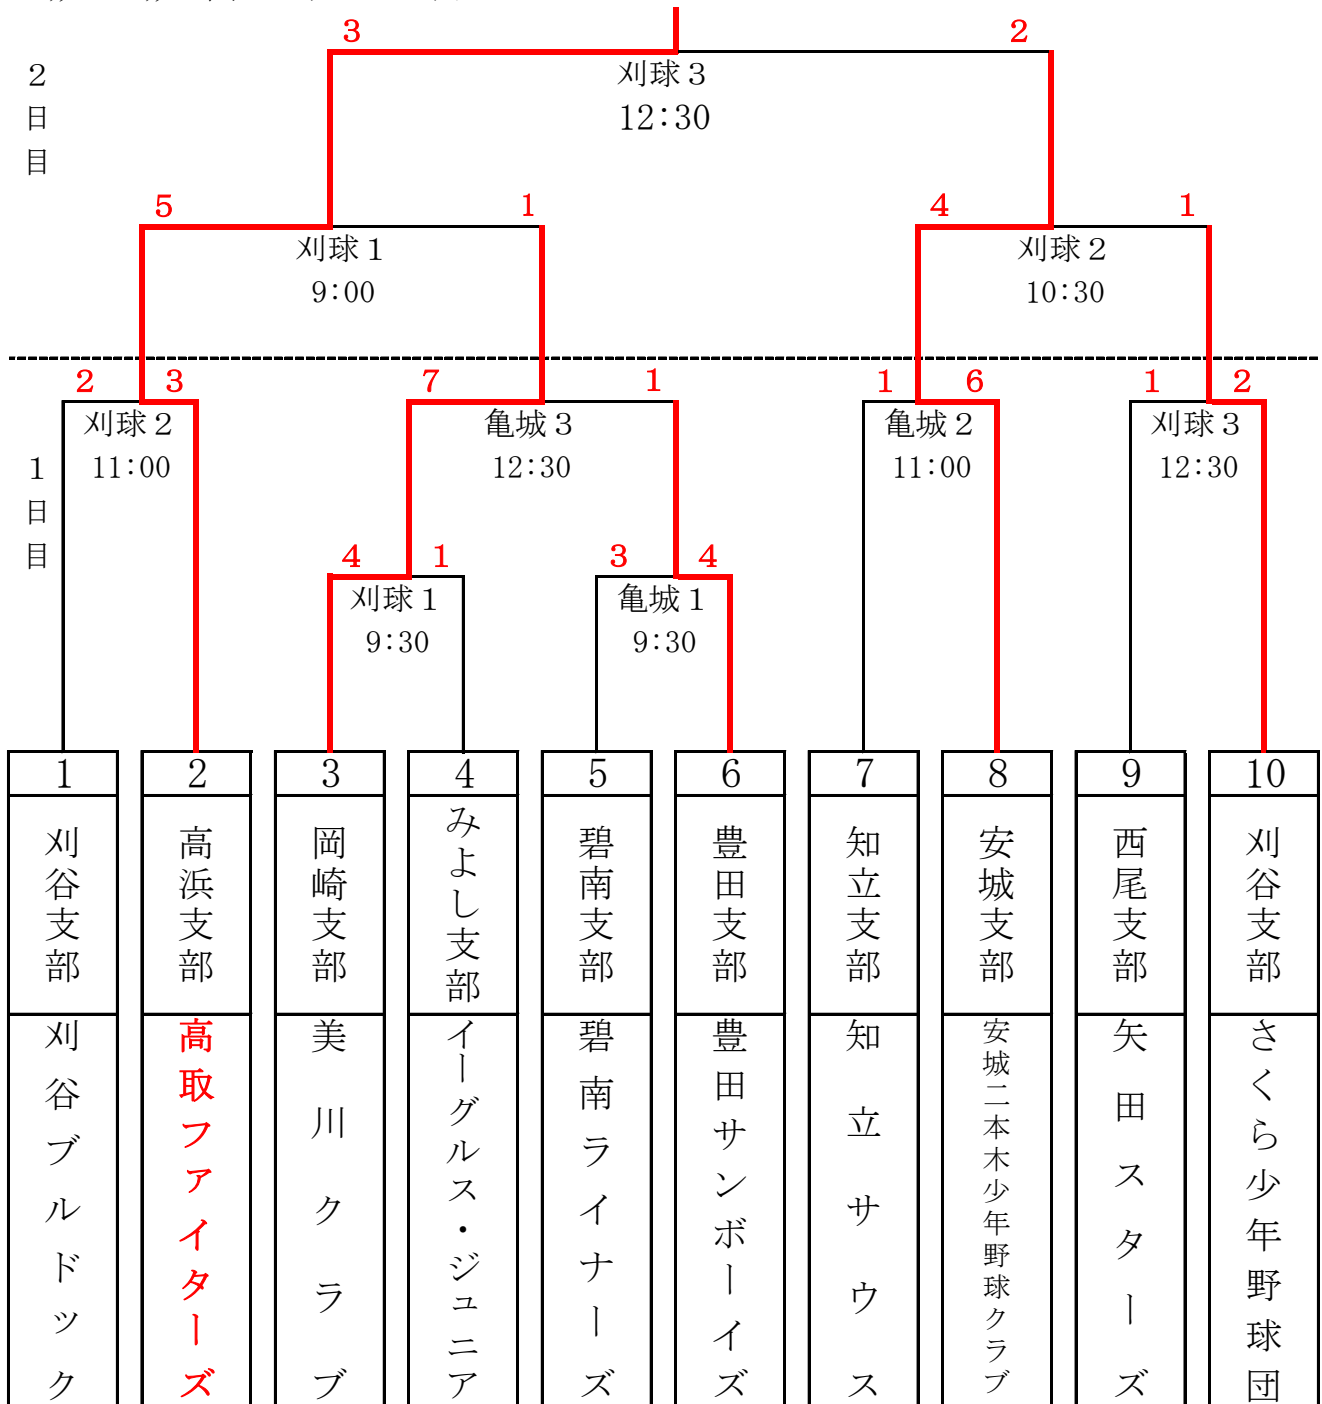 3 2
刈球３
12:30
２日目
5 1 4 1
刈球１ 刈球２
9:00 10:30
2 3 7 1 1 6 1 2
刈球２ 亀城３ 亀城２ 刈球３
11:00 12:30 11:00 12:30
１日目
4 1 3 4
刈球１ 亀城１
9:30 9:30
1 2 3 4 5 6 7 8 9 10
刈谷支部
高浜支部
岡崎支部
みよし支部
碧南支部
豊田支部
知立支部
安城支部
西尾支部
刈谷支部
刈谷ブルドック
高取ファイターズ
美川クラブ
イーグルス・ジュニア
碧南ライナーズ
豊田サンボーイズ
知立サウス
安城二本木少年野球クラブ
矢田スターズ
さくら少年野球団